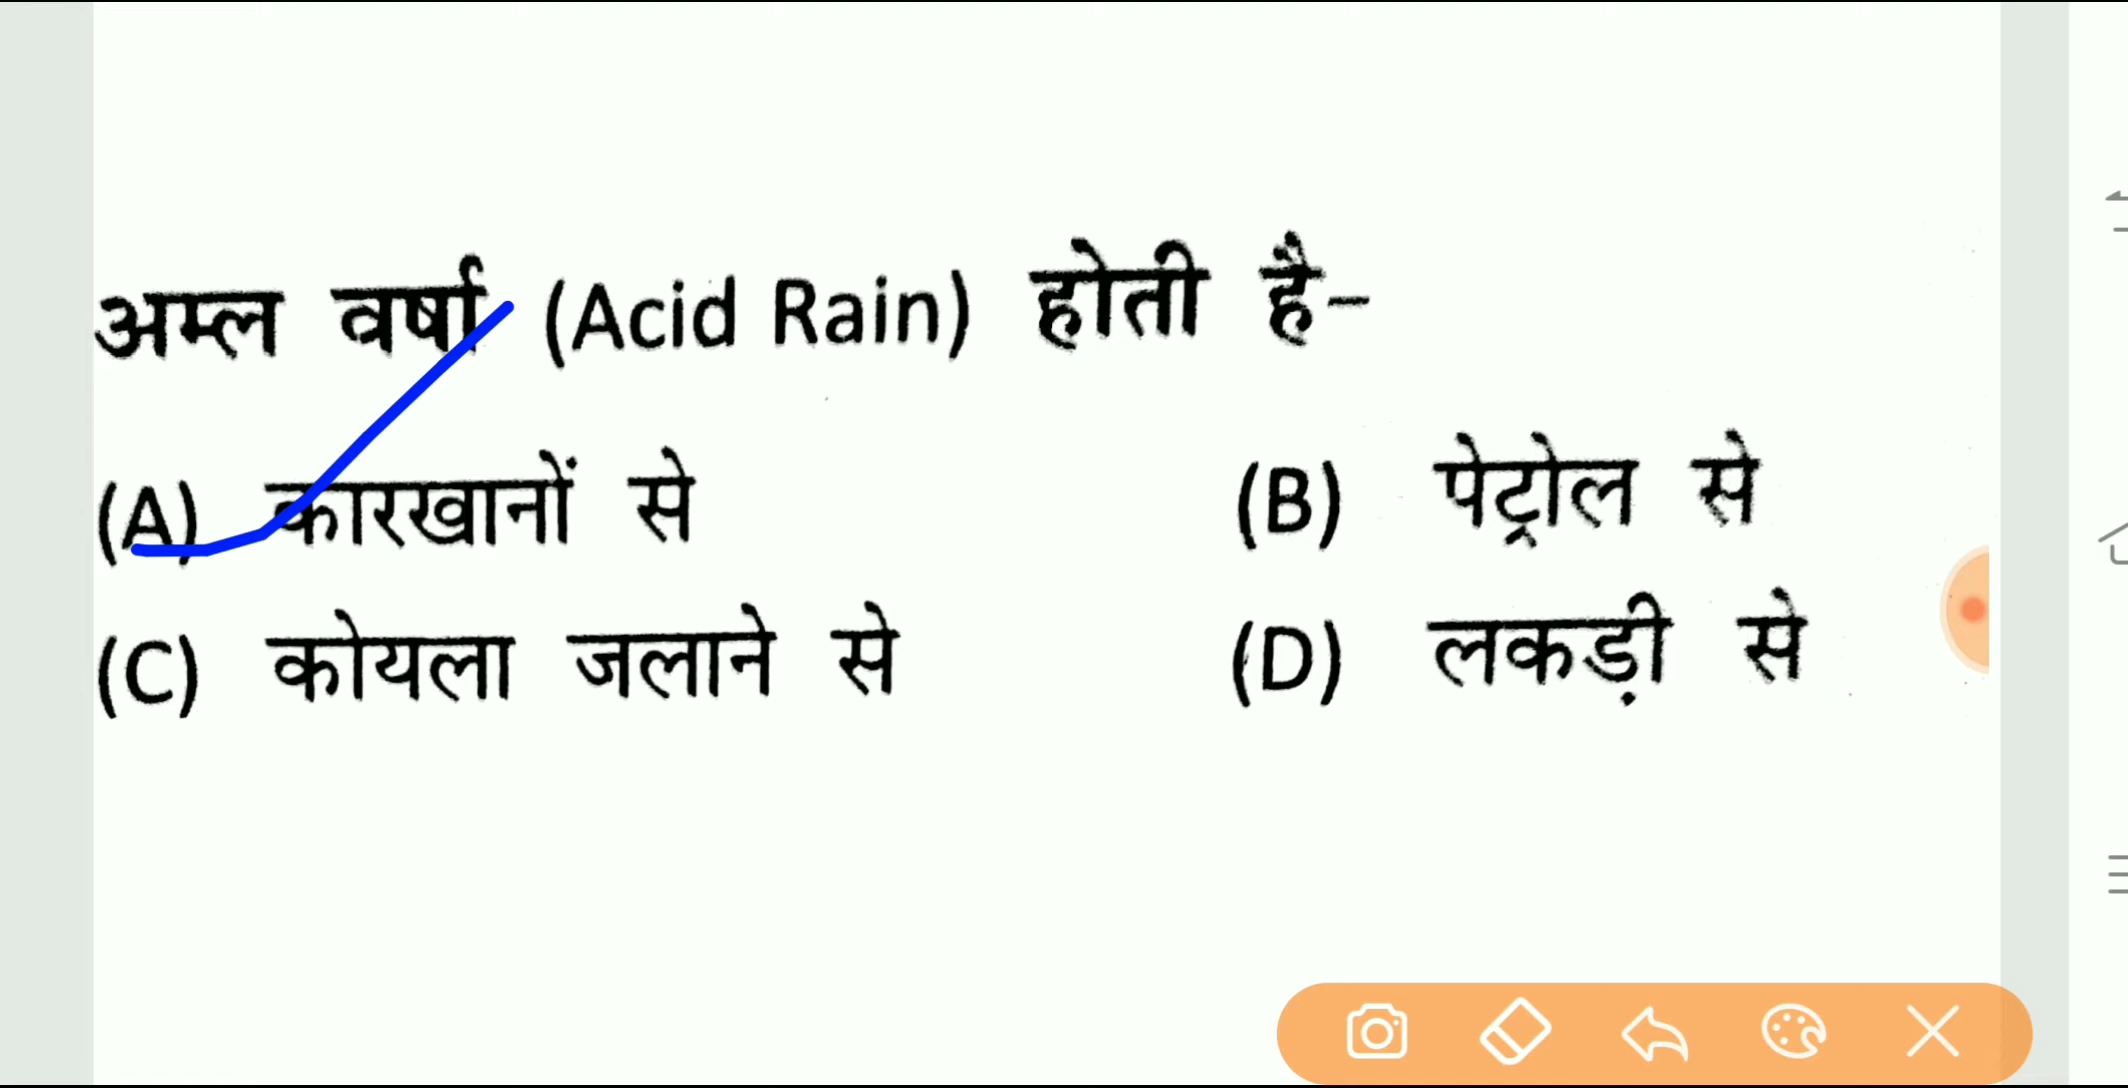 अम्ल वर्षा (Acid Rain) होती है–
(A) कारखानों से (B) पेट्रोल से
(C) कोयला जलाने से (D) लकड़ी से